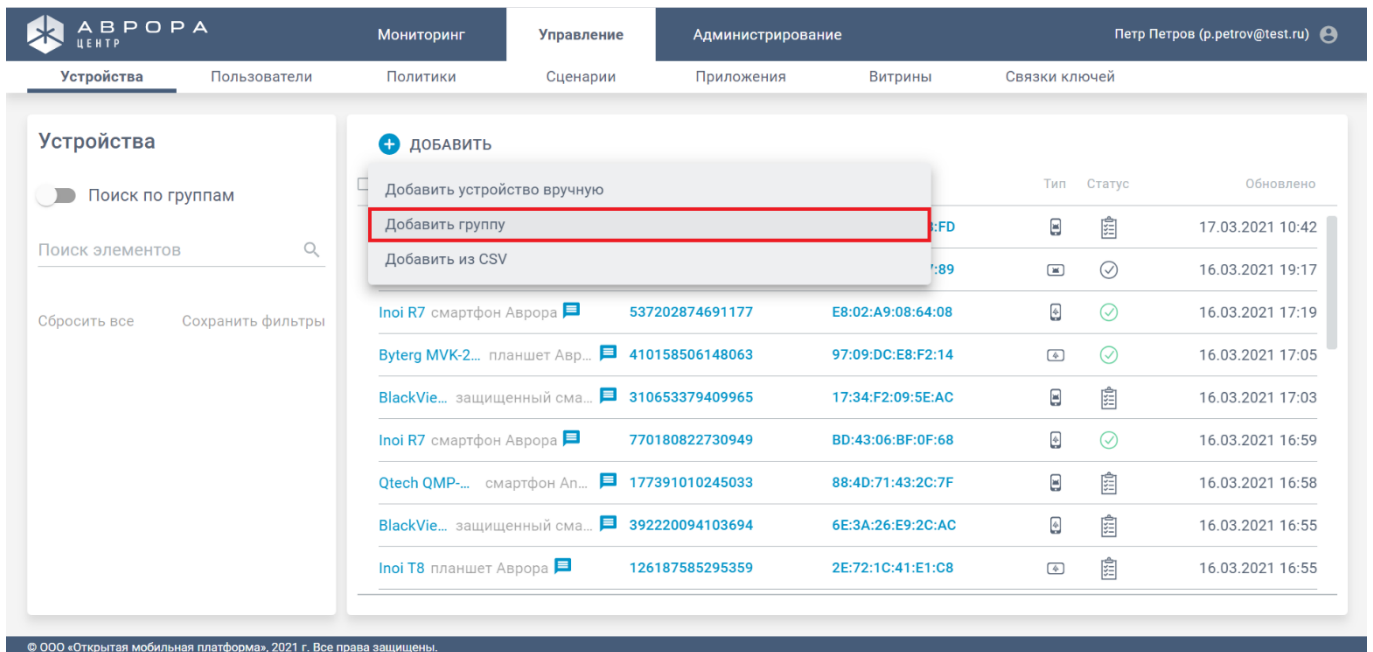 АВРОРА
ЦЕНТР
Мониторинг Управление Администрирование Петр Петров (p.petrov@test.ru)
Устройства Пользователи Политики Сценарии Приложения Витрины Связки ключей
Устройства
ДОБАВИТЬ
Поиск по группам
Добавить устройство вручную
Тип Статус Обновлено
Добавить группу
:FD 17.03.2021 10:42
Поиск элементов
Добавить из CSV
:89 16.03.2021 19:17
Сбросить все Сохранить фильтры
Inoi R7 смартфон Аврора 537202874691177 E8:02:A9:08:64:08 16.03.2021 17:19
Byterg MVK-2... планшет Авр... 410158506148063 97:09:DC:E8:F2:14 16.03.2021 17:05
BlackVie... защищенный сма... 310653379409965 17:34:F2:09:5E:AC 16.03.2021 17:03
Inoi R7 смартфон Аврора 770180822730949 BD:43:06:BF:0F:68 16.03.2021 16:59
Qtech QMP-... смартфон An... 177391010245033 88:4D:71:43:2C:7F 16.03.2021 16:58
BlackVie... защищенный сма... 392220094103694 6E:3A:26:E9:2C:AC 16.03.2021 16:55
Inoi T8 планшет Аврора 126187585295359 2E:72:1C:41:E1:C8 16.03.2021 16:55
© ООО «Открытая мобильная платформа», 2021 г. Все права защищены.